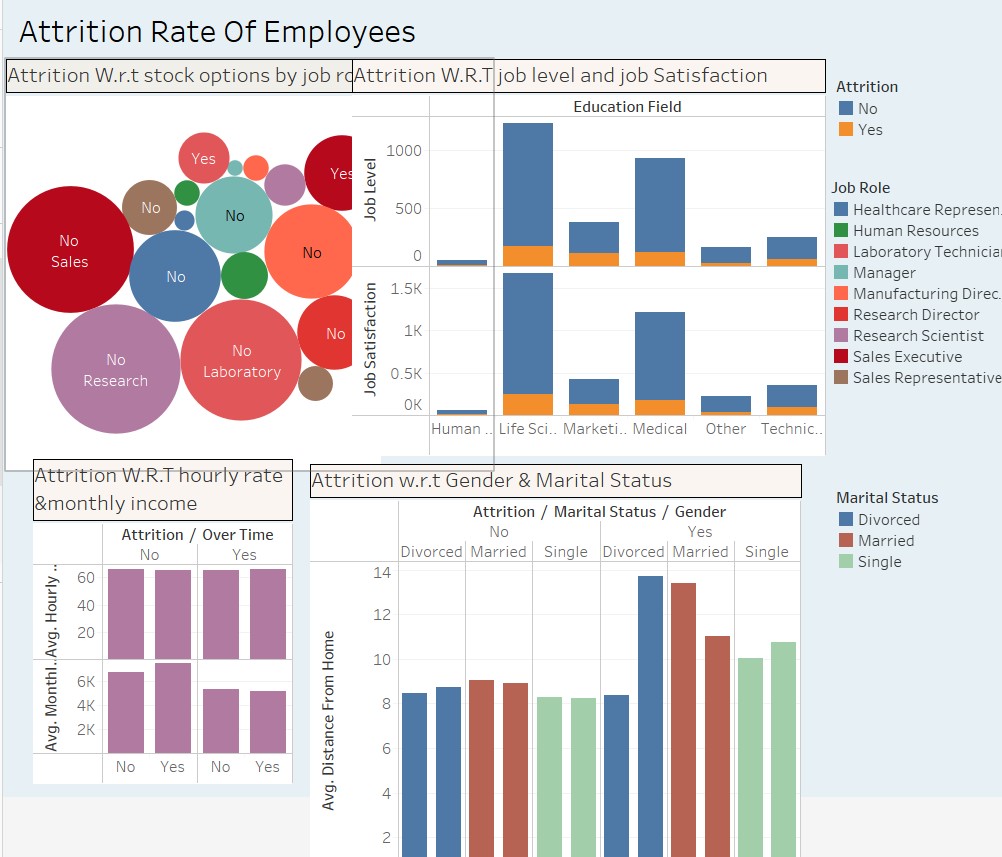 Attrition Rate Of Employees
Attrition W.r.t stock options by job ro
Attrition W.R.T job level and job Satisfaction
Yes
Yes
No
No
No
Sales
No
No
No
No
Research
No
Laboratory
Education Field
Job Level
1000
500
0
Job Satisfaction
1.5K
1K
0.5K
0K
Human ..
Life Sci..
Marketi..
Medical
Other
Technic..
Attrition
No
Yes
Job Role
Healthcare Represen.
Human Resources
Laboratory Technicia
Manager
Manufacturing Direc.
Research Director
Research Scientist
Sales Executive
Sales Representative
Attrition W.R.T hourly rate
&monthly income
Attrition / Over Time
No
Yes
Avg. Hourly ..
60
40
20
Avg. Monthl..
6K
4K
2K
No
Yes
No
Yes
Attrition w.r.t Gender & Marital Status
Attrition / Marital Status / Gender
No
Yes
Divorced
Married
Single
Divorced
Married
Single
Avg. Distance From Home
14
12
10
8
6
4
2
Marital Status
Divorced
Married
Single